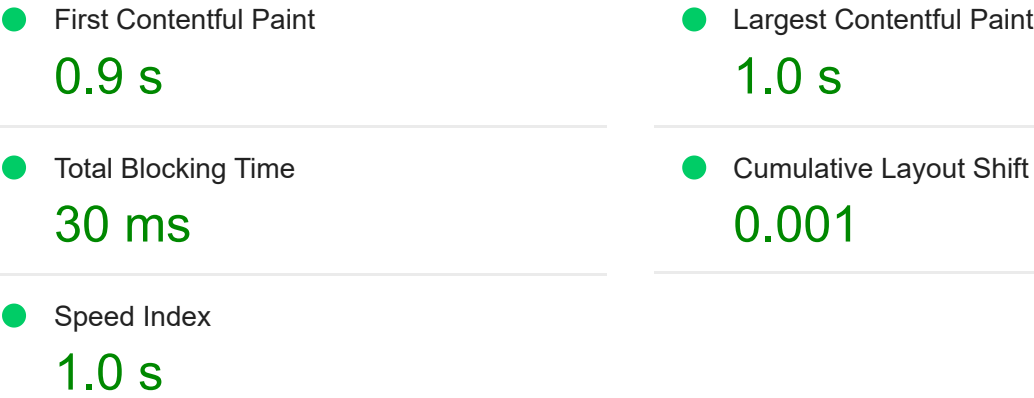 First Contentful Paint
0.9 s
Largest Contentful Paint
1.0 s
Total Blocking Time
30 ms
Cumulative Layout Shift
0.001
Speed Index
1.0 s